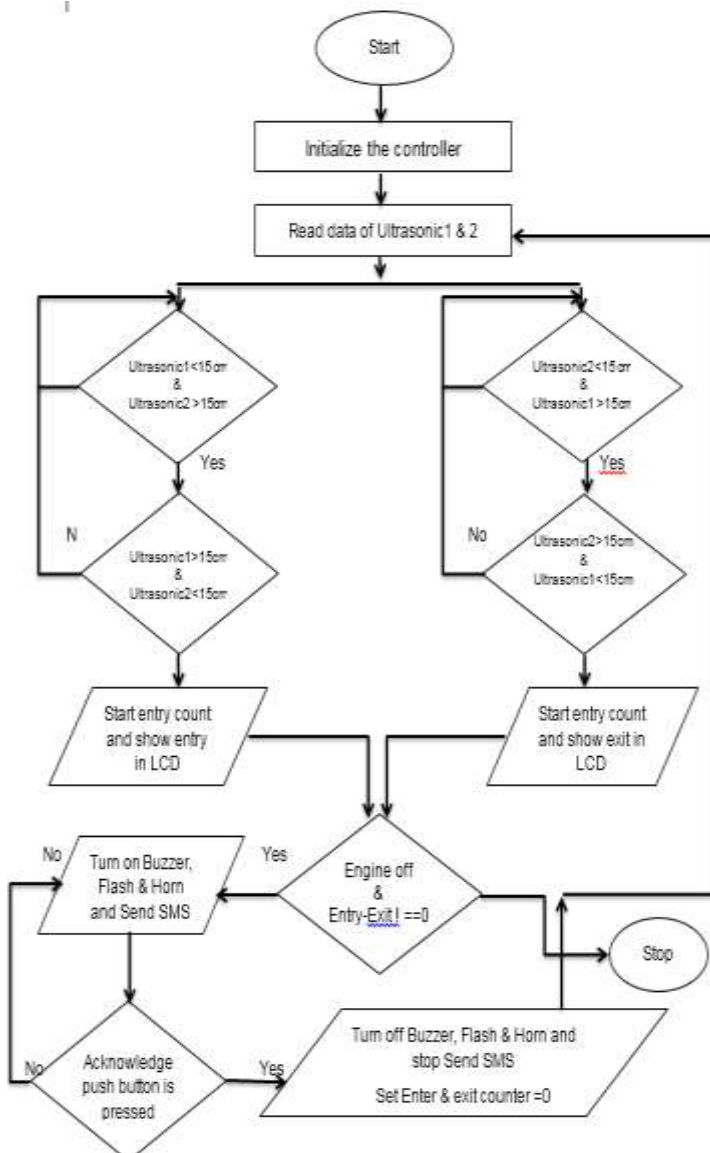 Start
Initialize the controller
Read data of Ultrasonic1 & 2
Ultrasonic1<15cm
&
Ultrasonic2 >15cm
Ultrasonic2<15cm
&
Ultrasonic1 >15cm
Yes
Yes
N
Ultrasonic1>15cm
&
Ultrasonic2<15cm
No
Ultrasonic2>15cm
&
Ultrasonic1<15cm
Start entry count
and show entry
in LCD
Start entry count
and show exit in
LCD
No
Turn on Buzzer,
Flash & Horn
and Send SMS
Yes
Engine off
&
Entry-Exit ! ==0
Stop
No
Acknowledge
push button is
pressed
Yes
Turn off Buzzer, Flash & Horn and
stop Send SMS
Set Enter & exit counter =0